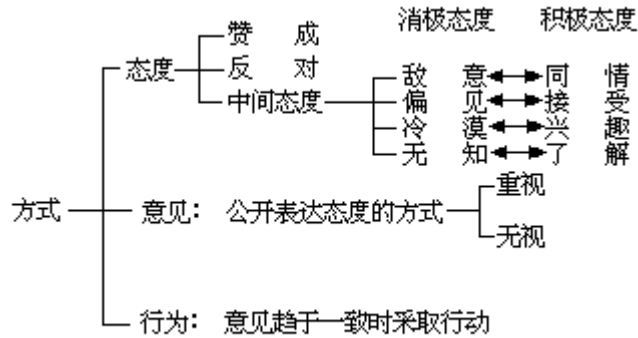 消极态度 积极态度
赞 成
态度 反 对 敌 意 同 情
中间态度 偏 见 接 受
冷 漠 兴 趣
无 知 了 解
重视
方式 意见： 公开表达态度的方式
无视
行为： 意见趋于一致时采取行动